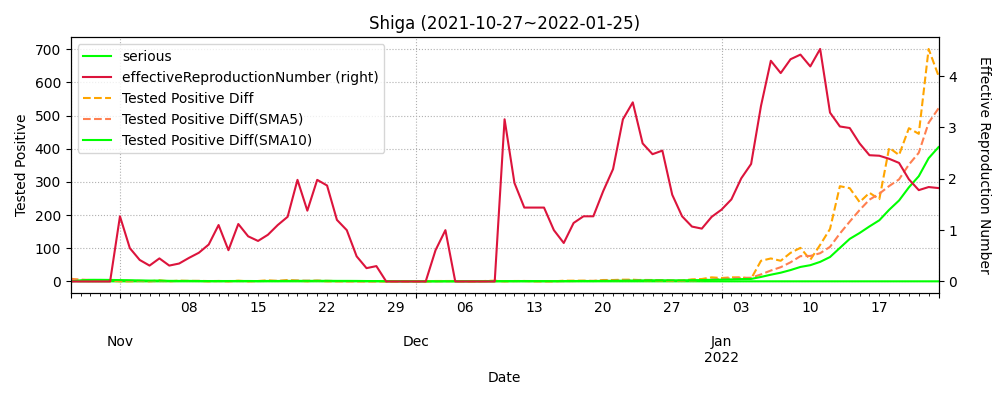 Shiga (2021-10-27~2022-01-25)
serious
effectiveReproductionNumber (right)
Tested Positive Diff
Tested Positive Diff(SMA5)
Tested Positive Diff(SMA10)
Tested Positive
700
600
500
400
300
200
100
0
Effective Reproduction Number
4
3
2
1
0
08 15 22 29 06 13 20 27 03 10 17
Nov Dec Jan
2022
Date